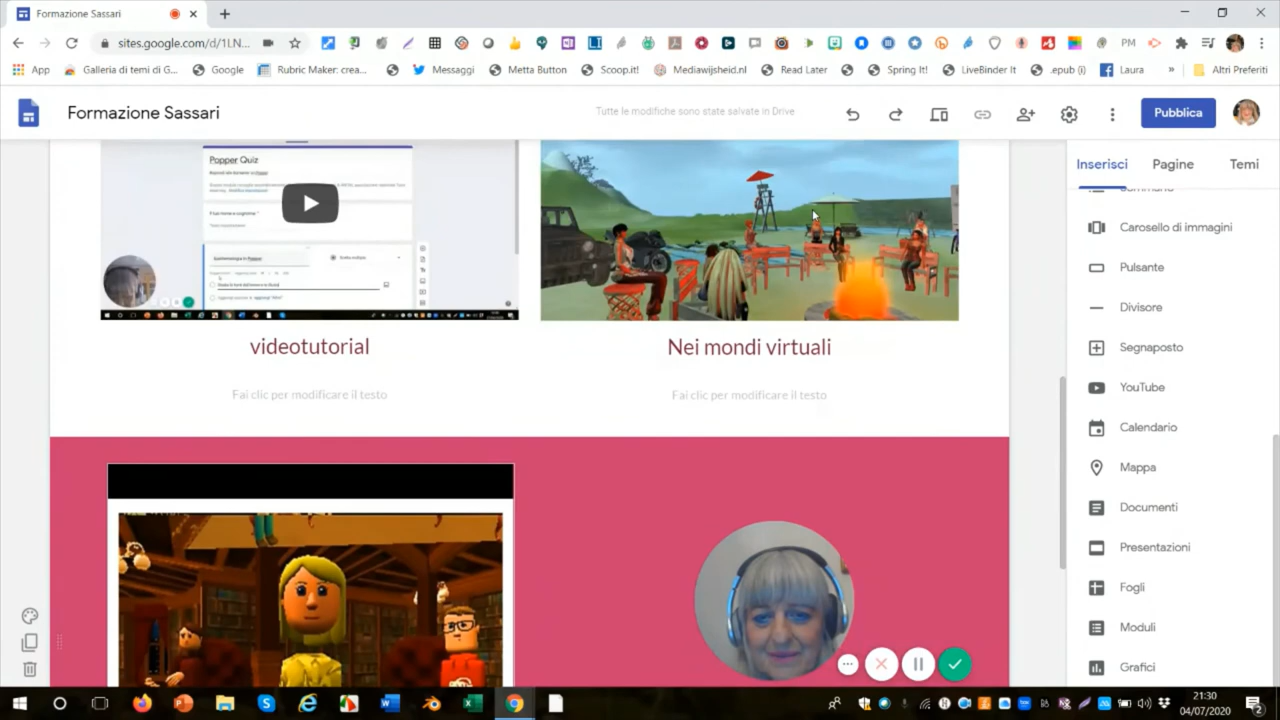 Formazione Sassari
sites.google.com/d/1LN...
PM
App
Galleria di temi di G...
Google
Rubric Maker: crea...
Messaggi
Metta Button
Scoop.it!
Mediawijsheid.nl
Read Later
Spring It!
LiveBinder It
.epub (i)
Laura
»
Altri Preferiti
Formazione Sassari
Tutte le modifiche sono state salvate in Drive
Pubblica
Inserisci
Pagine
Temi
Popper Quiz
Sommario
Carosello di immagini
Pulsante
Divisore
Segnaposto
YouTube
Calendario
Mappa
Documenti
Presentazioni
Fogli
Moduli
Grafici
videotutorial
Nei mondi virtuali
Fai clic per modificare il testo
Fai clic per modificare il testo
21:30
04/07/2020
2